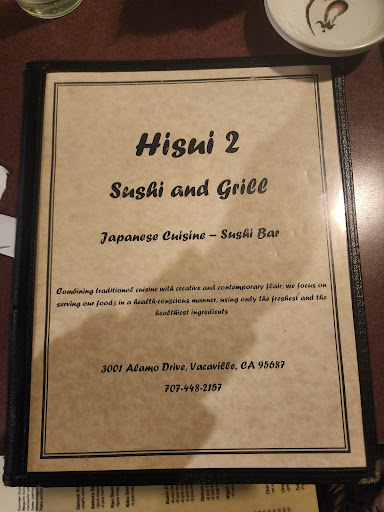 Hisui 2
Sushi and Grill
Japanese Cuisine – Sushi Bar
Combining traditional cuisine with creative and contemporary flair, we focus on
serving our foods in a health-conscious manner, using only the freshest and the
healthiest ingredients
3001 Alamo Drive, Vacaville, CA 95687
707-448-2157